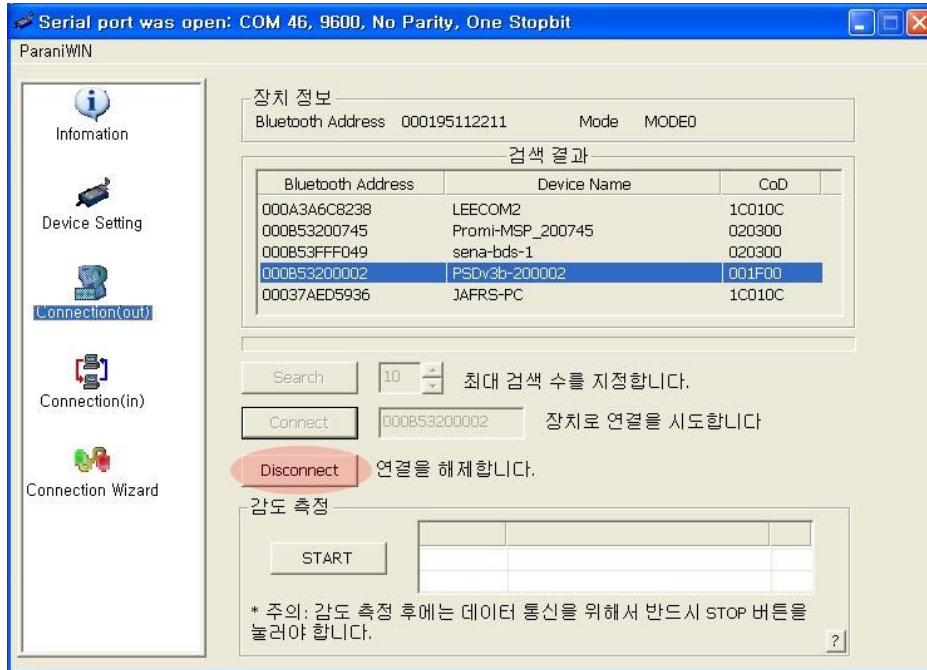 Serial port was open: COM 46, 9600, No Parity, One Stopbit
ParaniWIN
Infomation
Device Setting
Connection(out)
Connection(in)
Connection Wizard
장치 정보
Bluetooth Address 000195112211 Mode MODE0
검색 결과
Bluetooth Address Device Name CoD
000A3A6C8238 LEECOM2 1C010C
000B53200745 Promi-MSP_200745 020300
000B53FFF049 sena-bds-1 020300
000B53200002 PSDv3b-200002 001F00
00037AED5936 JAFRS-PC 1C010C
Search 10 최대 검색 수를 지정합니다.
Connect 000B53200002 장치로 연결을 시도합니다
Disconnect 연결을 해제합니다.
감도 측정
START
* 주의: 감도 측정 후에는 데이터 통신을 위해서 반드시 STOP 버튼을
눌러야 합니다.
?